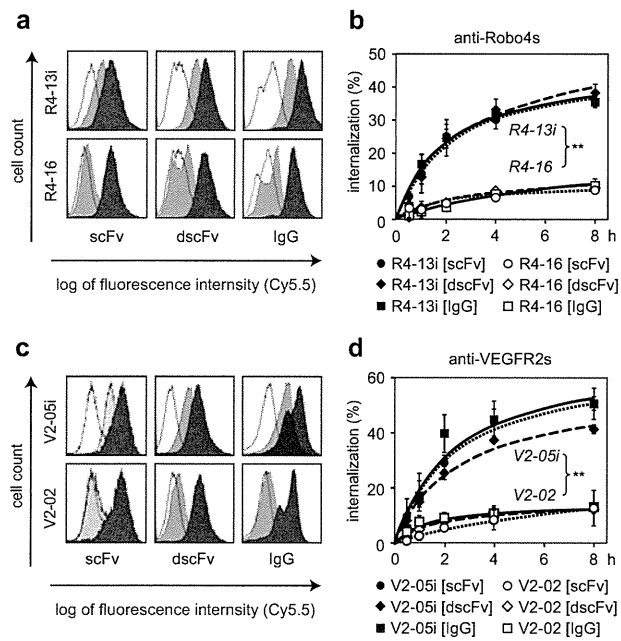 a
R4-13i
R4-16
cell count
scFv dscFv IgG
log of fluorescence intensity (Cy5.5)
b
anti-Robo4s
internalization (%)
50
40
30
20
10
0
R4-13i
**
R4-16
0 2 4 6 8 h
● R4-13i [scFv] ○ R4-16 [scFv]
◆ R4-13i [dscFv] ◇ R4-16 [dscFv]
■ R4-13i [IgG] □ R4-16 [IgG]
c
V2-05i
V2-02
cell count
scFv dscFv IgG
log of fluorescence intenrsity (Cy5.5)
d
anti-VEGFR2s
internalization (%)
60
40
20
0
V2-05i
**
V2-02
0 2 4 6 8 h
● V2-05i [scFv] ○ V2-02 [scFv]
◆ V2-05i [dscFv] ◇ V2-02 [dscFv]
■ V2-05i [IgG] □ V2-02 [IgG]